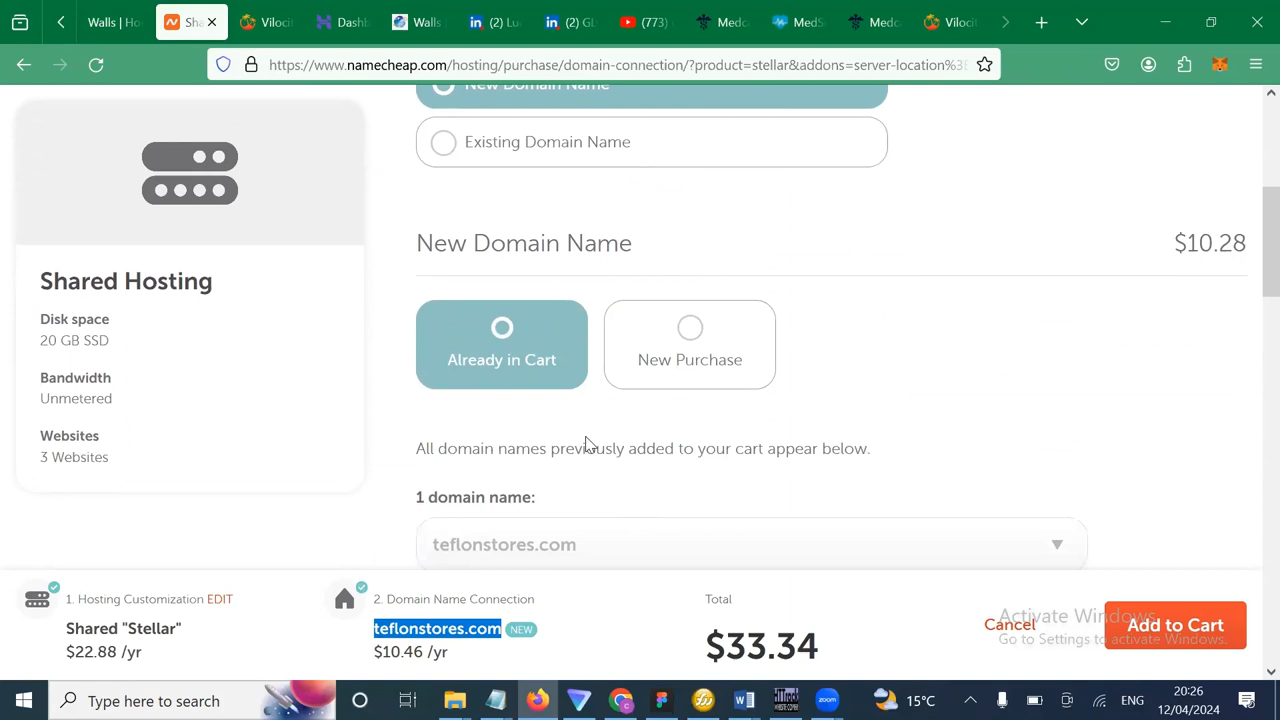 Walls | H
Sha
Viloci
Dashb
Walls
(2) Lu
(2) GL
(773)
Medc
MedS
Medc
Viloci
https://www.namecheap.com/hosting/purchase/domain-connection/?product=stellar&addons=server-location%3
New Domain Name
Existing Domain Name
New Domain Name $10.28
Already in Cart
New Purchase
All domain names previously added to your cart appear below.
1 domain name:
teflonstores.com
Shared Hosting
Disk space
20 GB SSD
Bandwidth
Unmetered
Websites
3 Websites
1. Hosting Customization EDIT
Shared "Stellar"
$22.88 /yr
2. Domain Name Connection
teflonstores.com NEW
$10.46 /yr
Total
$33.34
Cancel
Add to Cart
Activate Windows
Go to Settings to activate Windows.
Type here to search
15°C
ENG
20:26
12/04/2024